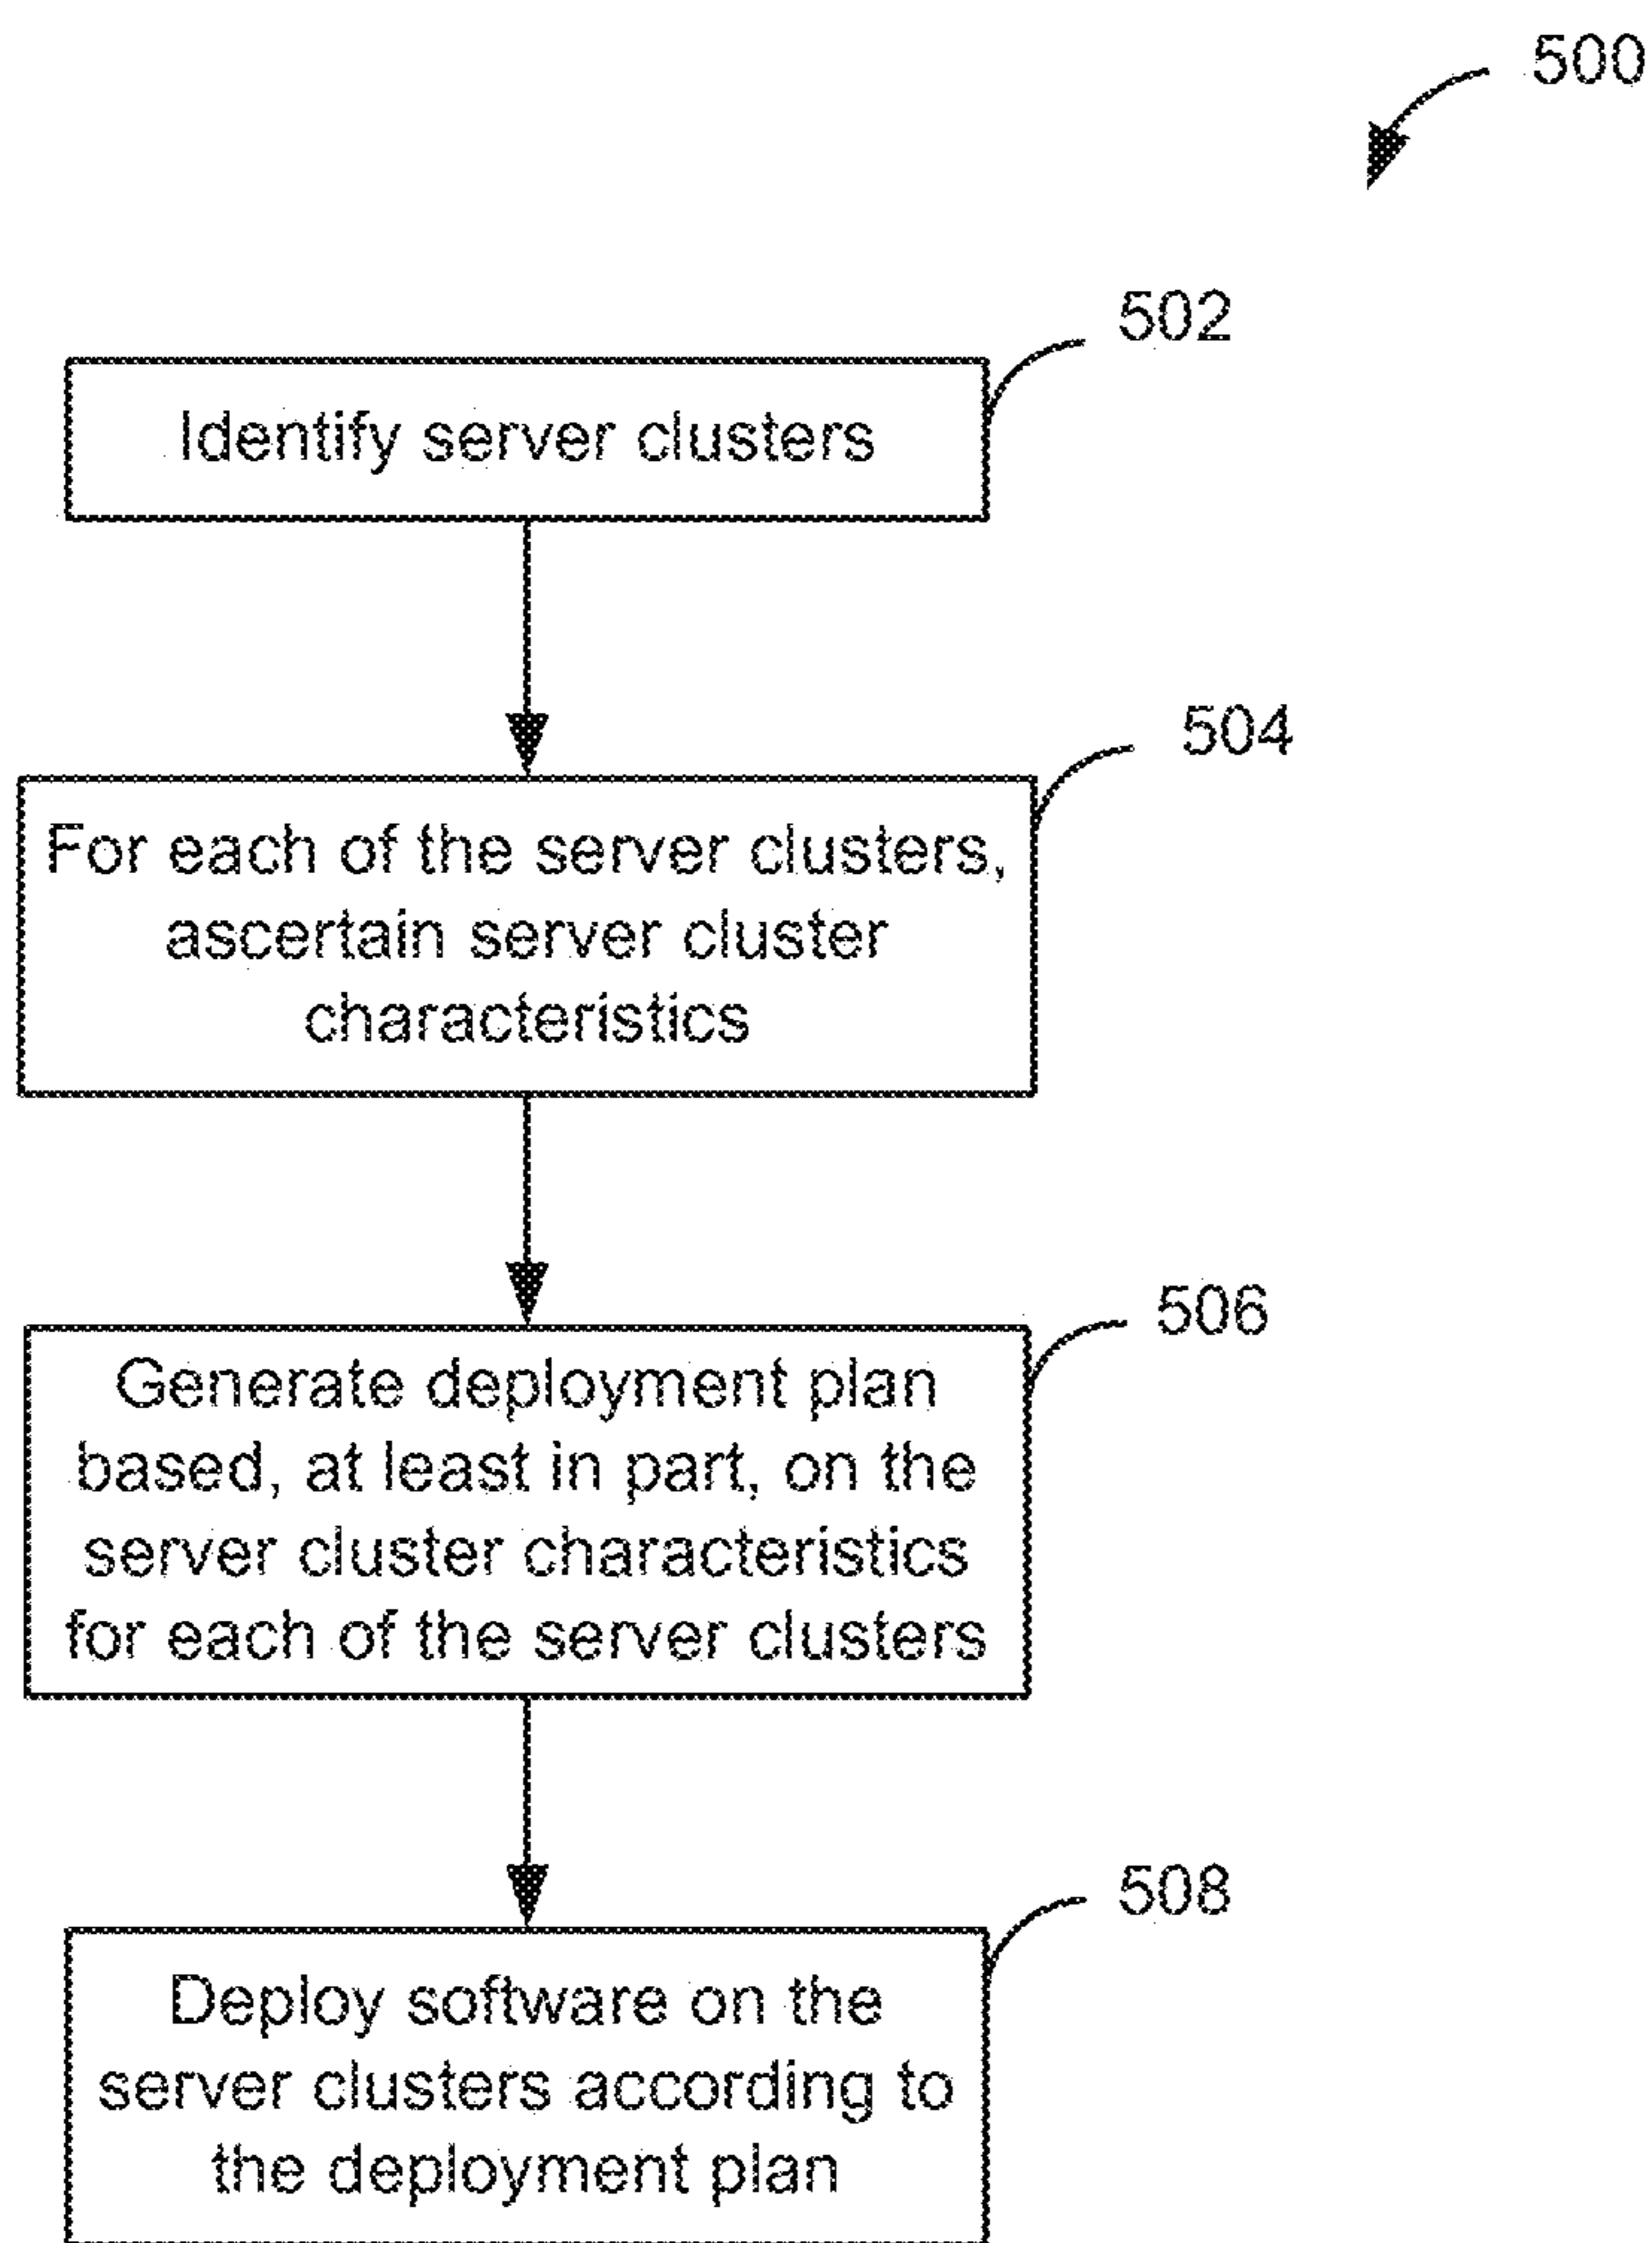 500
502
Identify server clusters
504
For each of the server clusters,
ascertain server cluster
characteristics
506
Generate deployment plan
based, at least in part, on the
server cluster characteristics
for each of the server clusters
508
Deploy software on the
server clusters according to
the deployment plan